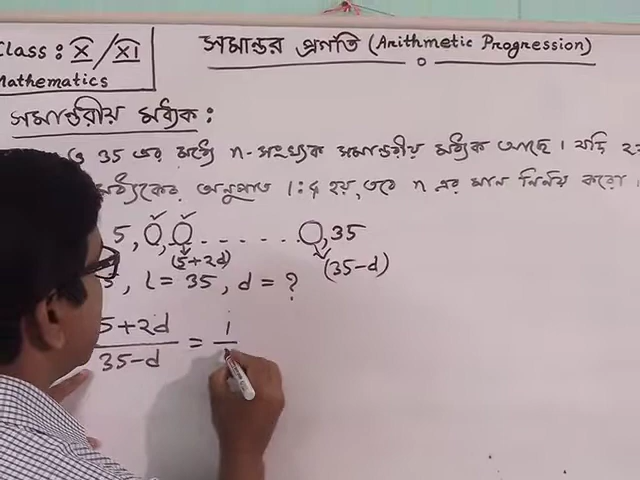 Class: X/XI
Mathematics
সমান্তর প্রগতি (Arithmetic Progression)
সমান্তরীয় মধ্যক :
ও 35 এর মধ্যে n-সংখ্যক সমান্তরীয় মধ্যক আছে। যদি
মধ্যকের অনুপাত 1:4 হয়, তবে n এর মান নির্ণয় করো।
5, ○, ○ ...... ○, 35
(5+2d) (35-d)
, l = 35, d = ?
5+2d / 35-d = 1